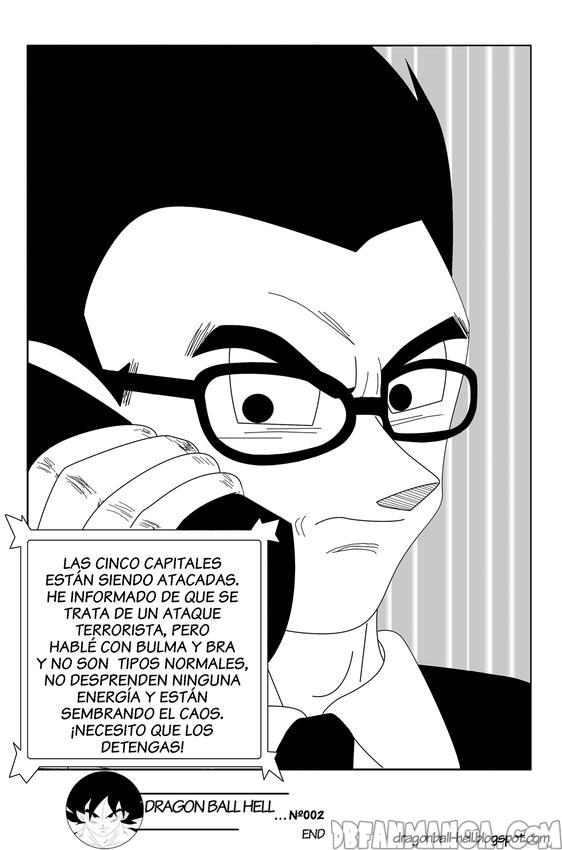 LAS CINCO CAPITALES
ESTÁN SIENDO ATACADAS.
HE INFORMADO DE QUE SE
TRATA DE UN ATAQUE
TERRORISTA, PERO
HABLÉ CON BULMA Y BRA
Y NO SON TIPOS NORMALES,
NO DESPRENDEN NINGUNA
ENERGÍA Y ESTÁN
SEMBRANDO EL CAOS.
¡NECESITO QUE LOS
DETENGAS!
DRAGON BALL HELL
...Nº002
END
DBFANMANGA.COM
dragonball-hell.blogspot.com